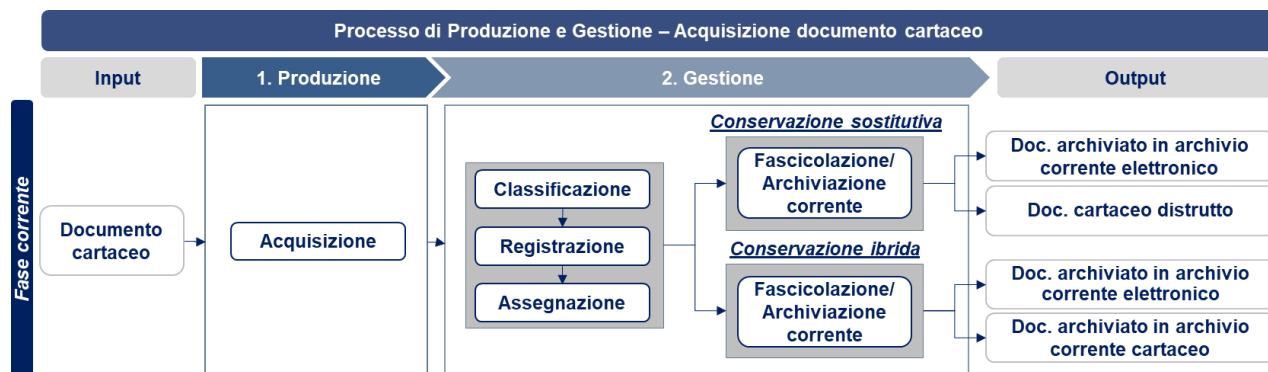 Processo di Produzione e Gestione – Acquisizione documento cartaceo
Input
1. Produzione
2. Gestione
Output
Fase corrente
Documento
cartaceo
Acquisizione
Classificazione
Registrazione
Assegnazione
Conservazione sostitutiva
Fascicolazione/
Archiviazione
corrente
Conservazione ibrida
Fascicolazione/
Archiviazione
corrente
Doc. archiviato in archivio
corrente elettronico
Doc. cartaceo distrutto
Doc. archiviato in archivio
corrente elettronico
Doc. archiviato in archivio
corrente cartaceo